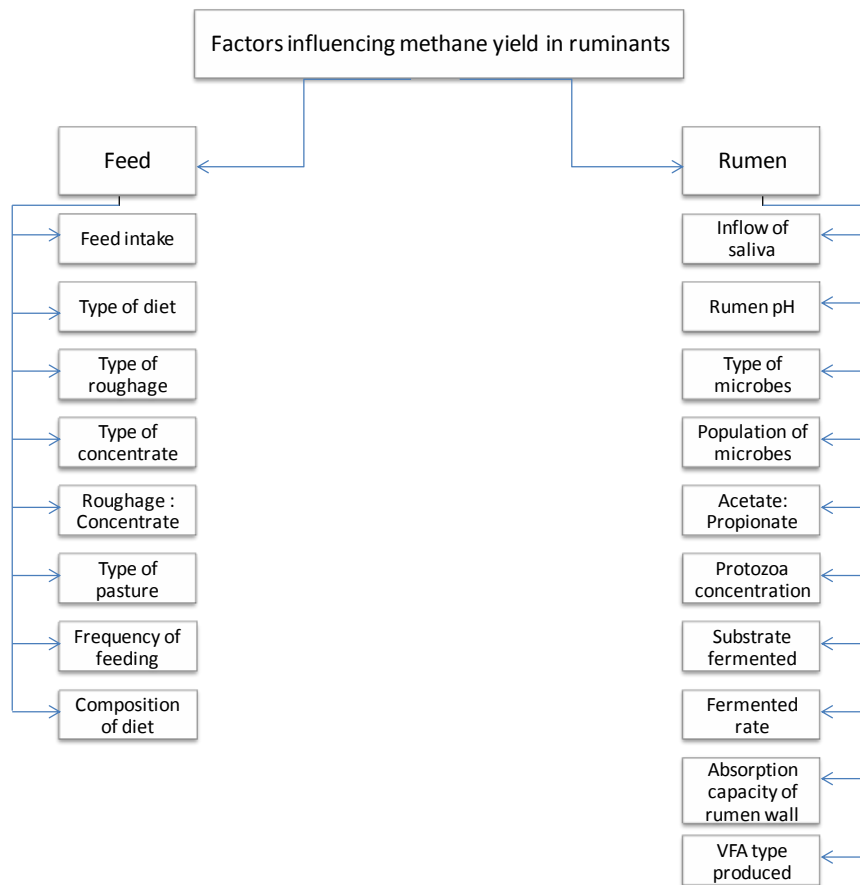 Factors influencing methane yield in ruminants
Feed
Feed intake
Type of diet
Type of
roughage
Type of
concentrate
Roughage :
Concentrate
Type of
pasture
Frequency of
feeding
Composition
of diet
Rumen
Inflow of
saliva
Rumen pH
Type of
microbes
Population of
microbes
Acetate:
Propionate
Protozoa
concentration
Substrate
fermented
Fermented
rate
Absorption
capacity of
rumen wall
VFA type
produced